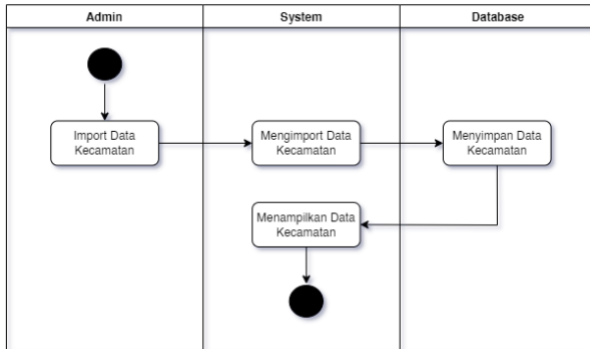 Admin
System
Database
Import Data
Kecamatan
Mengimport Data
Kecamatan
Menyimpan Data
Kecamatan
Menampilkan Data
Kecamatan